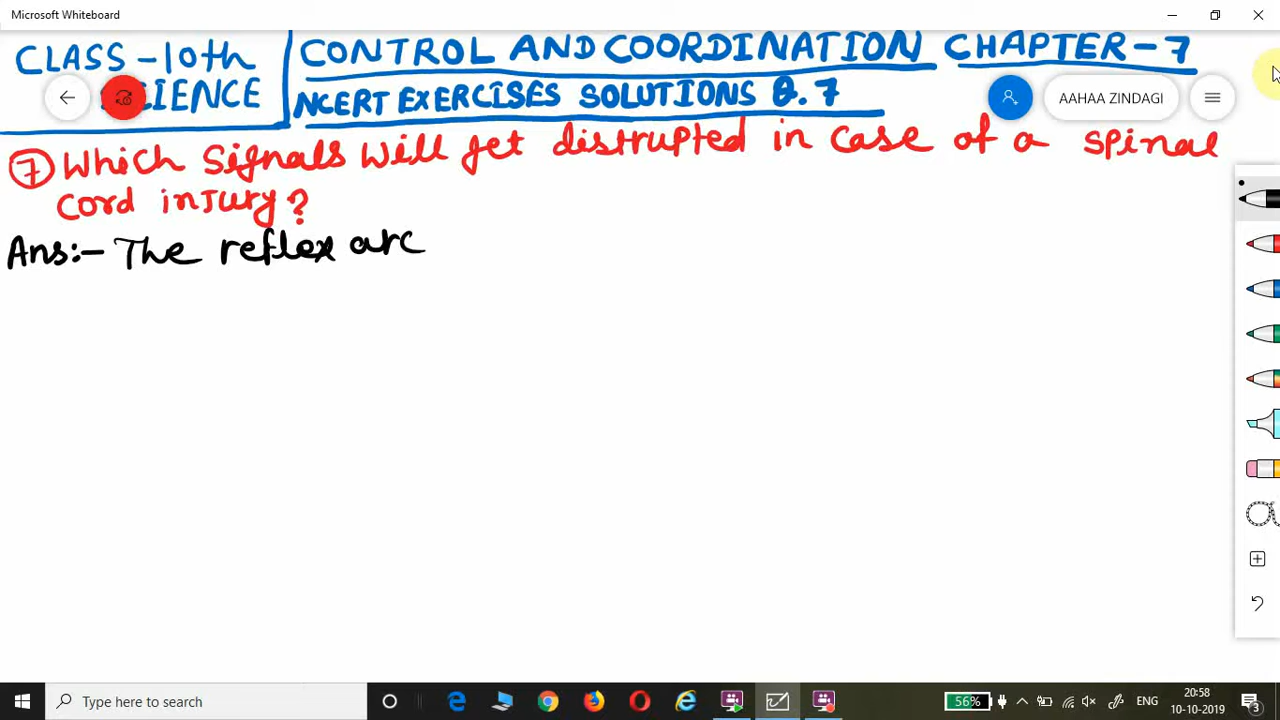 Microsoft Whiteboard
CLASS-10th
CIENCE
CONTROL AND COORDINATION CHAPTER-7
NCERT EXERCISES SOLUTIONS Q.7
AAHAA ZINDAGI
7 Which Signals will get distrupted in case of a spinal
cord injury?
Ans:- The reflex arc
Type here to search
56%
ENG
20:58
10-10-2019
3